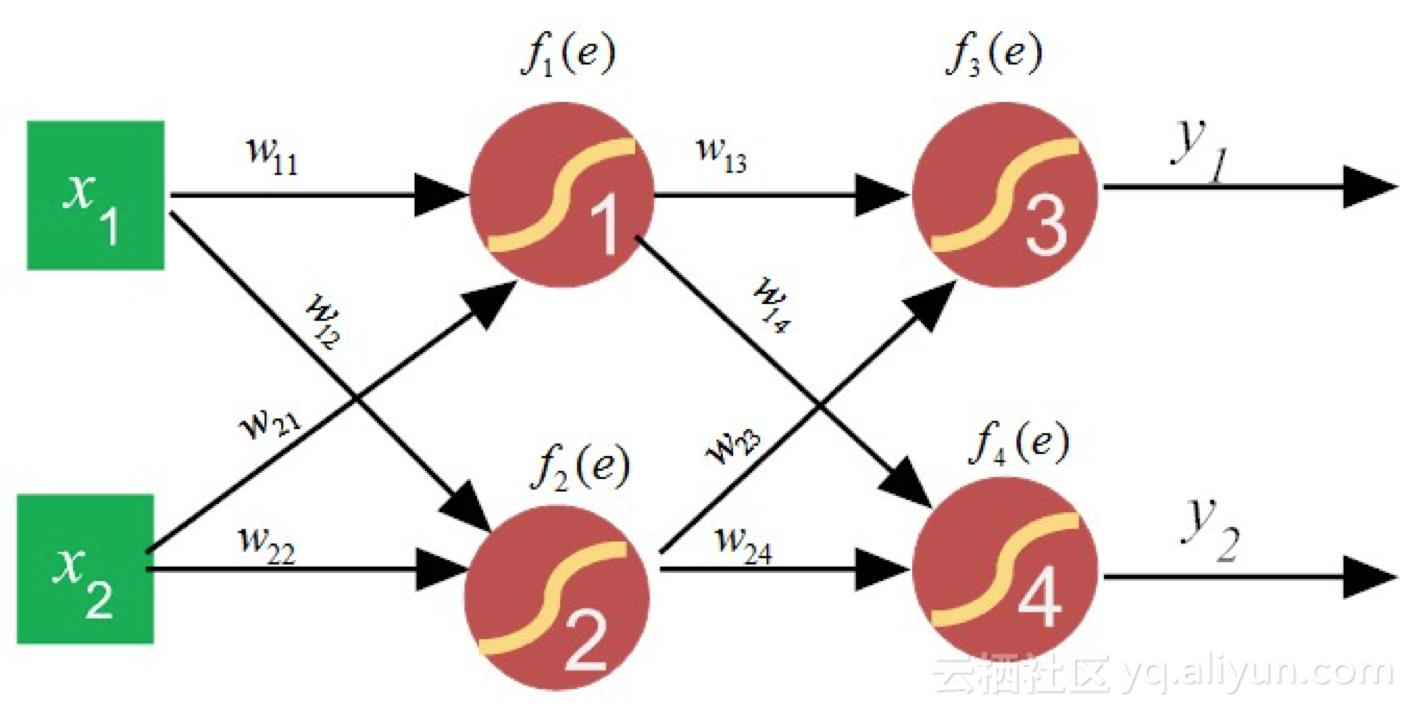 f₁(e) f₃(e)
x₁ w₁₁ 1 w₁₃ 3 y₁
w₁₂ w₁₄
w₂₁ w₂₃
f₂(e) f₄(e)
x₂ w₂₂ 2 w₂₄ 4 y₂
云栖社区 yq.aliyun.com